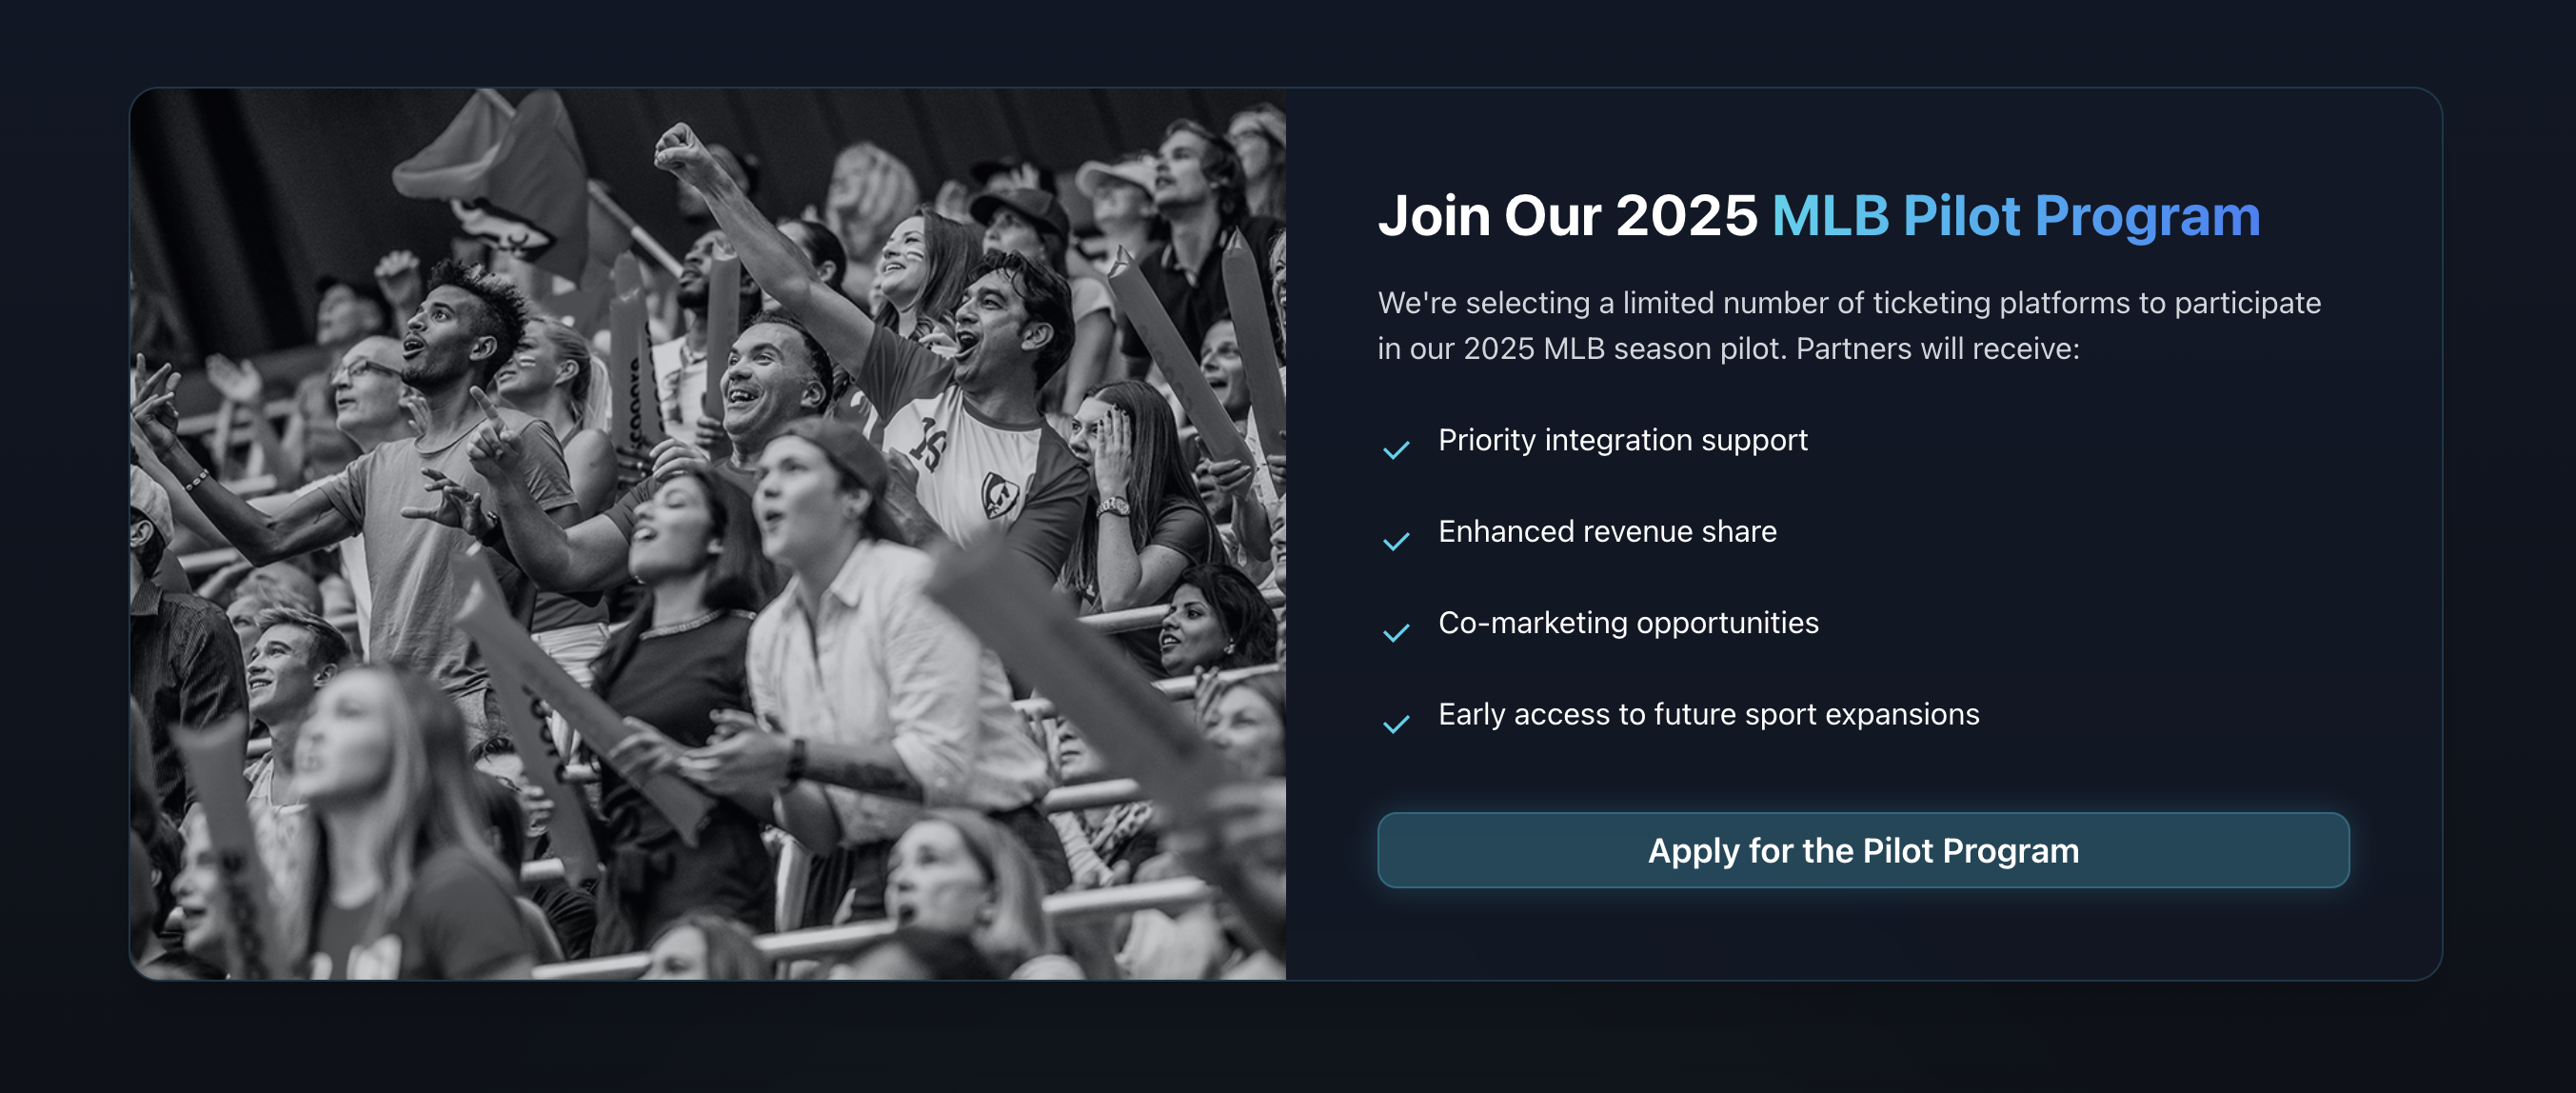 Join Our 2025 MLB Pilot Program
We're selecting a limited number of ticketing platforms to participate
in our 2025 MLB season pilot. Partners will receive:
Priority integration support
Enhanced revenue share
Co-marketing opportunities
Early access to future sport expansions
Apply for the Pilot Program